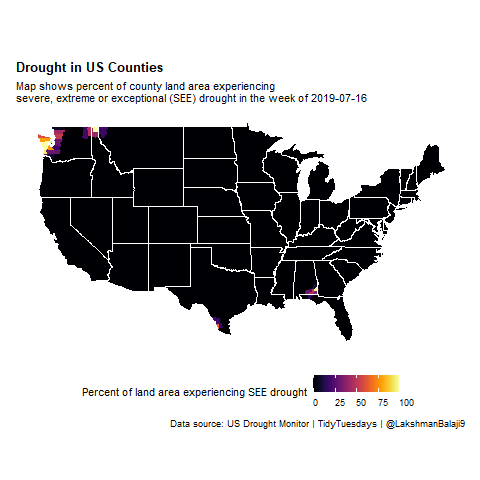 Drought in US Counties
Map shows percent of county land area experiencing
severe, extreme or exceptional (SEE) drought in the week of 2019-07-16
Percent of land area experiencing SEE drought
0 25 50 75 100
Data source: US Drought Monitor | TidyTuesdays | @LakshmanBalaji9